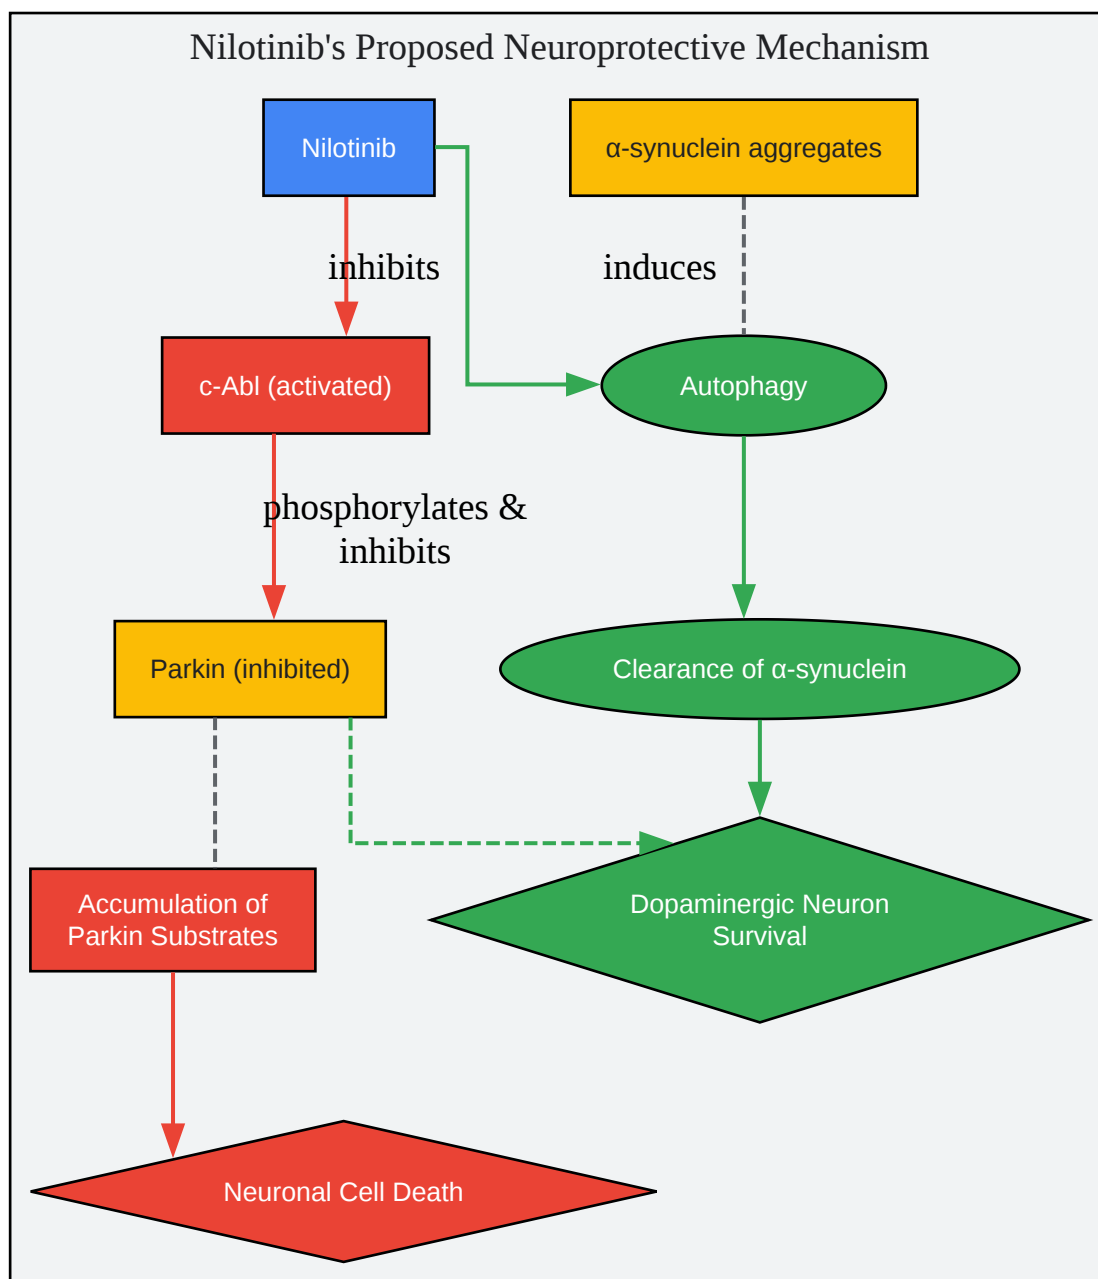 Nilotinib's Proposed Neuroprotective Mechanism
Nilotinib
α-synuclein aggregates
inhibits
induces
c-Abl (activated)
Autophagy
phosphorylates &
inhibits
Parkin (inhibited)
Clearance of α-synuclein
Accumulation of
Parkin Substrates
Dopaminergic Neuron
Survival
Neuronal Cell Death